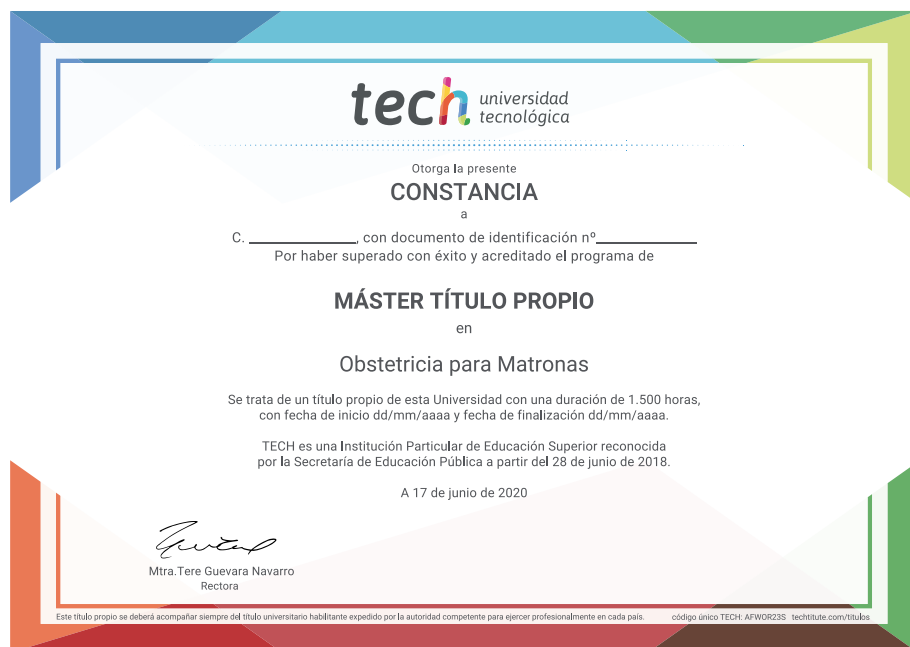 tech universidad
tecnológica
Otorga la presente
CONSTANCIA
a
C. ____________, con documento de identificación nº____________
Por haber superado con éxito y acreditado el programa de
MÁSTER TÍTULO PROPIO
en
Obstetricia para Matronas
Se trata de un título propio de esta Universidad con una duración de 1.500 horas,
con fecha de inicio dd/mm/aaaa y fecha de finalización dd/mm/aaaa.
TECH es una Institución Particular de Educación Superior reconocida
por la Secretaría de Educación Pública a partir del 28 de junio de 2018.
A 17 de junio de 2020
Mtra.Tere Guevara Navarro
Rectora
Este título propio se deberá acompañar siempre del título universitario habilitante expedido por la autoridad competente para ejercer profesionalmente en cada país. código único TECH: AFWOR23S techtitute.com/titulos